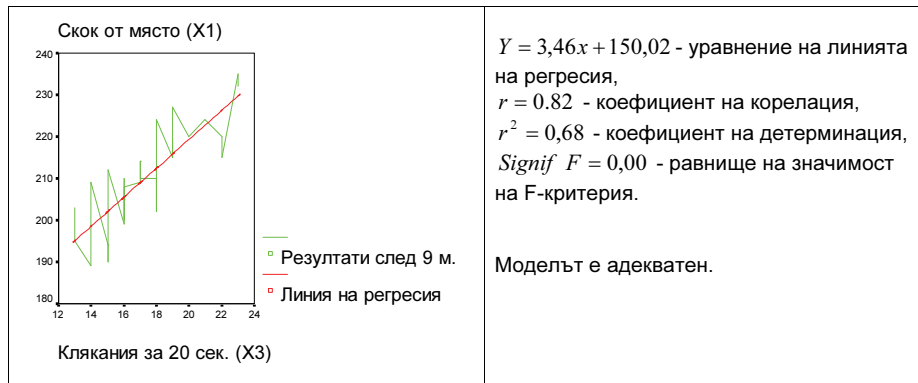 Скок от място (X1)
240
230
220
210
200
190
180
12 14 16 18 20 22 24
Резултати след 9 м.
Линия на регресия
Клякания за 20 сек. (X3)
Y = 3,46x + 150,02 - уравнение на линията
на регресия,
r = 0.82 - коефициент на корелация,
r² = 0,68 - коефициент на детерминация,
Signif F = 0,00 - равнище на значимост
на F-критерия.
Моделът е адекватен.